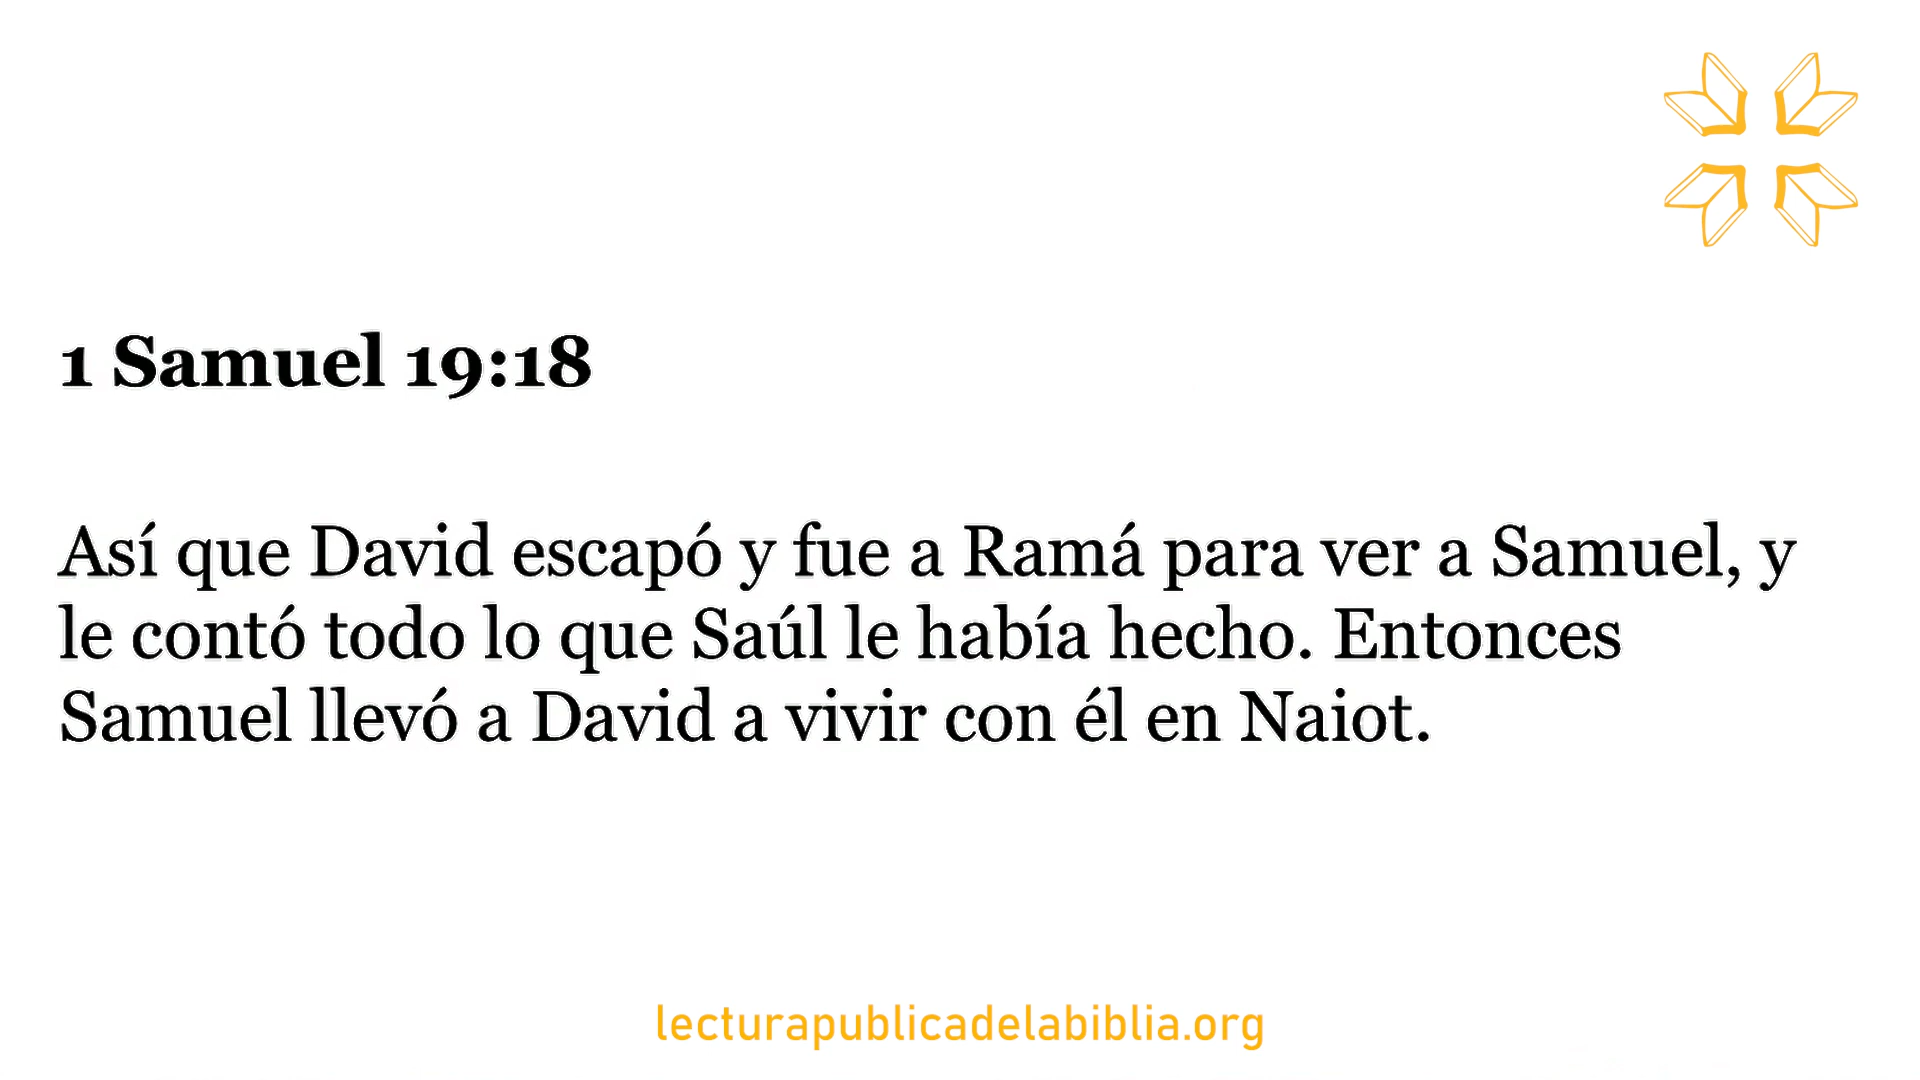 1 Samuel 19:18
Así que David escapó y fue a Ramá para ver a Samuel, y
le contó todo lo que Saúl le había hecho. Entonces
Samuel llevó a David a vivir con él en Naiot.
lecturapublicadelabiblia.org